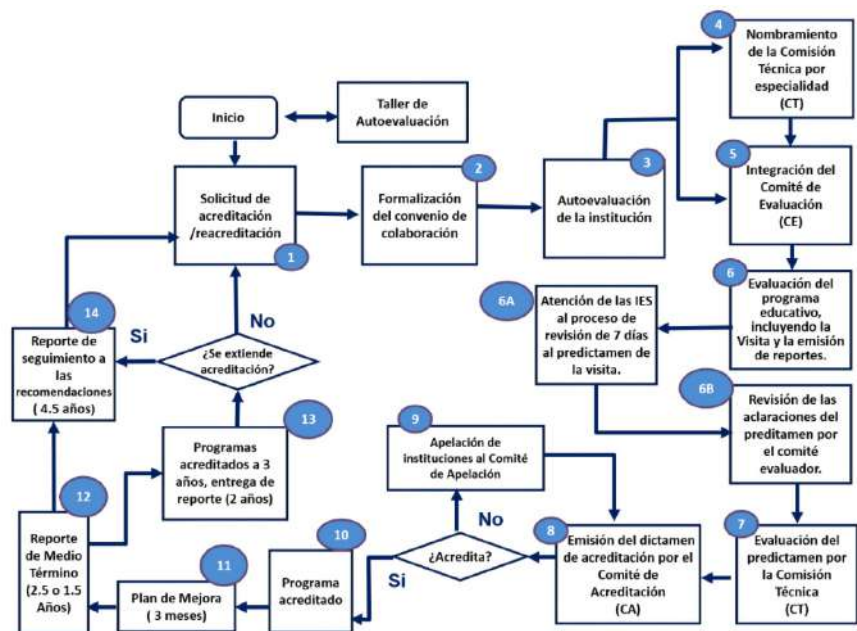 Inicio
Taller de
Autoevaluación
1
Solicitud de
acreditación
/reacreditación
2
Formalización
del convenio de
colaboración
3
Autoevaluación
de la institución
4
Nombramiento
de la Comisión
Técnica por
especialidad
(CT)
5
Integración del
Comité de
Evaluación
(CE)
6
Evaluación del
programa educativo,
incluyendo la
Visita y la emisión
de reportes.
6A
Atención de las IES
al proceso de
revisión de 7 días
al predictamen de
la visita.
6B
Revisión de las
aclaraciones del
preditamen por
el comité
evaluador.
7
Evaluación del
predictamen por
la Comisión
Técnica
(CT)
8
Emisión del dictamen
de acreditación por el
Comité de
Acreditación
(CA)
¿Acredita?
No
Si
9
Apelación de
instituciones al Comité
de Apelación
10
Programa
acreditado
11
Plan de Mejora
( 3 meses)
12
Reporte
de Medio
Término
(2.5 o 1.5
Años)
13
Programas
acreditados a 3
años, entrega de
reporte (2 años)
¿Se extiende
acreditación?
No
Si
14
Reporte de
seguimiento a
las
recomendaciones
( 4.5 años)